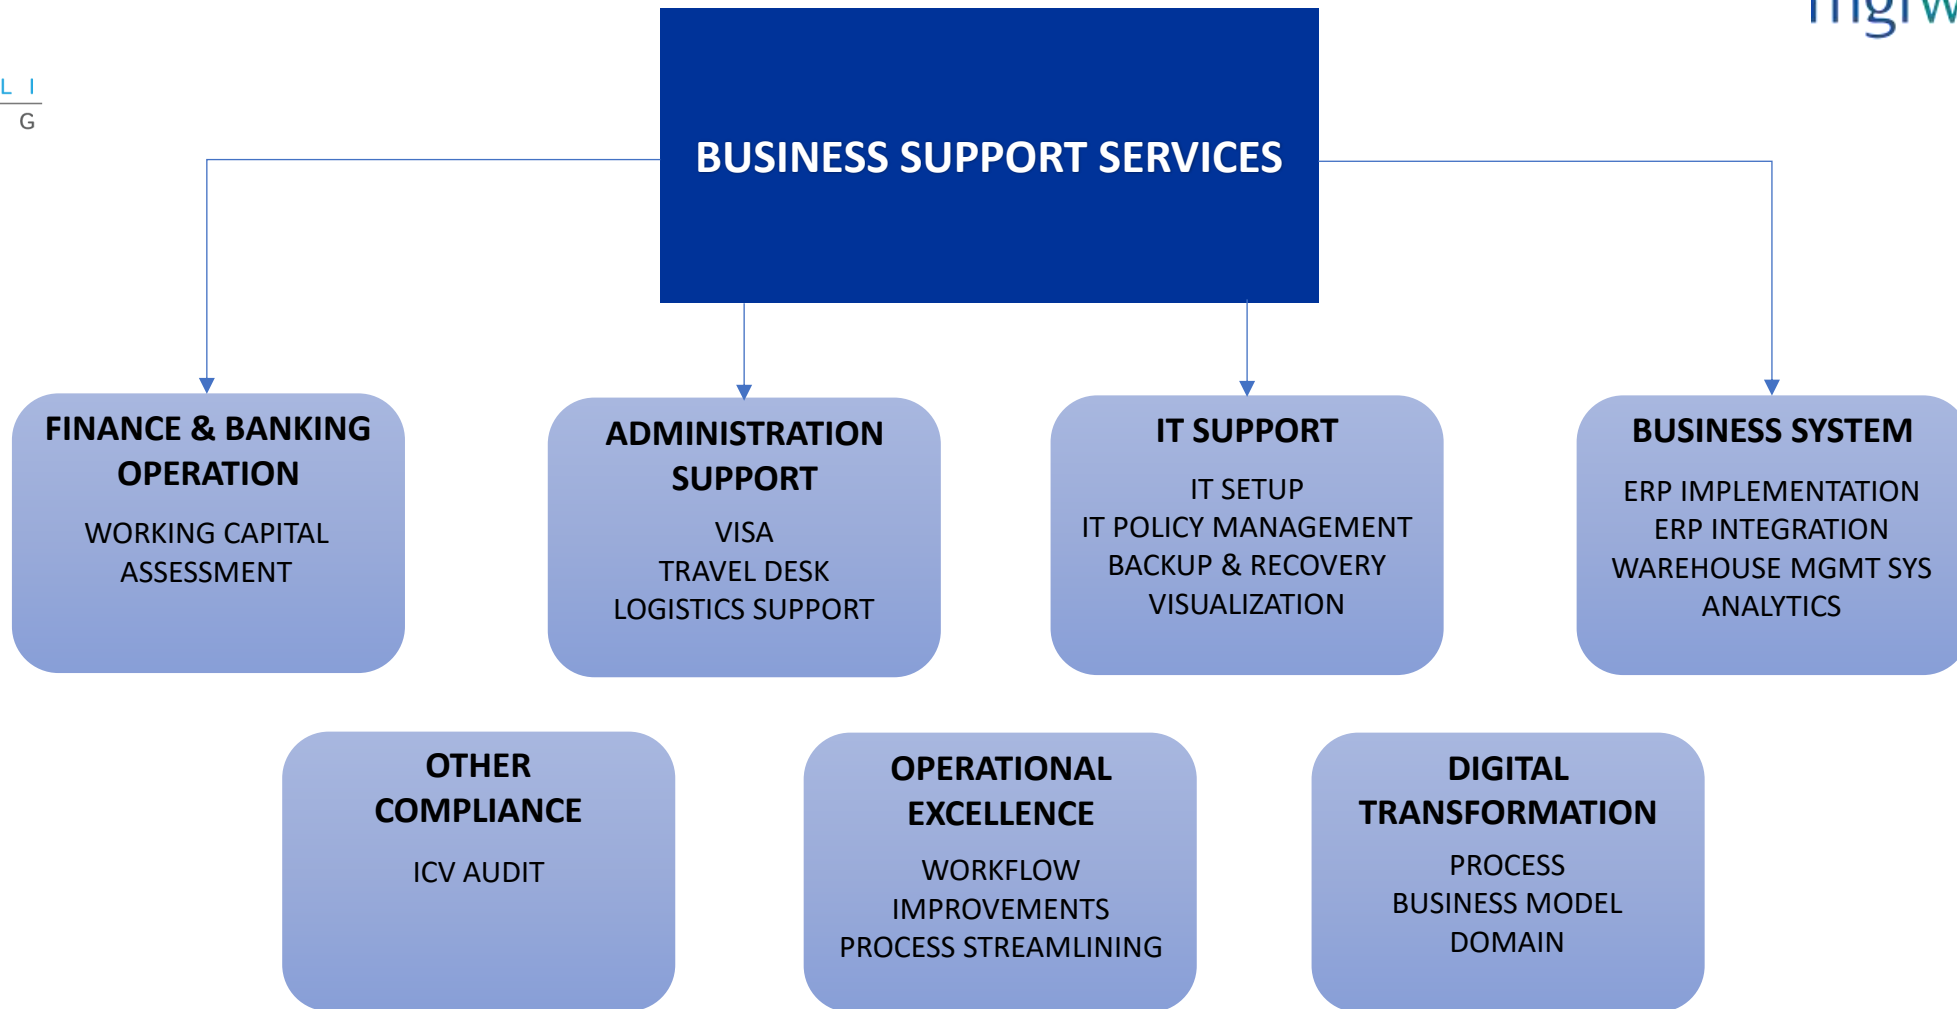 L I
G
BUSINESS SUPPORT SERVICES
FINANCE & BANKING
OPERATION
WORKING CAPITAL
ASSESSMENT
ADMINISTRATION
SUPPORT
VISA
TRAVEL DESK
LOGISTICS SUPPORT
IT SUPPORT
IT SETUP
IT POLICY MANAGEMENT
BACKUP & RECOVERY
VISUALIZATION
BUSINESS SYSTEM
ERP IMPLEMENTATION
ERP INTEGRATION
WAREHOUSE MGMT SYS
ANALYTICS
OTHER
COMPLIANCE
ICV AUDIT
OPERATIONAL
EXCELLENCE
WORKFLOW
IMPROVEMENTS
PROCESS STREAMLINING
DIGITAL
TRANSFORMATION
PROCESS
BUSINESS MODEL
DOMAIN